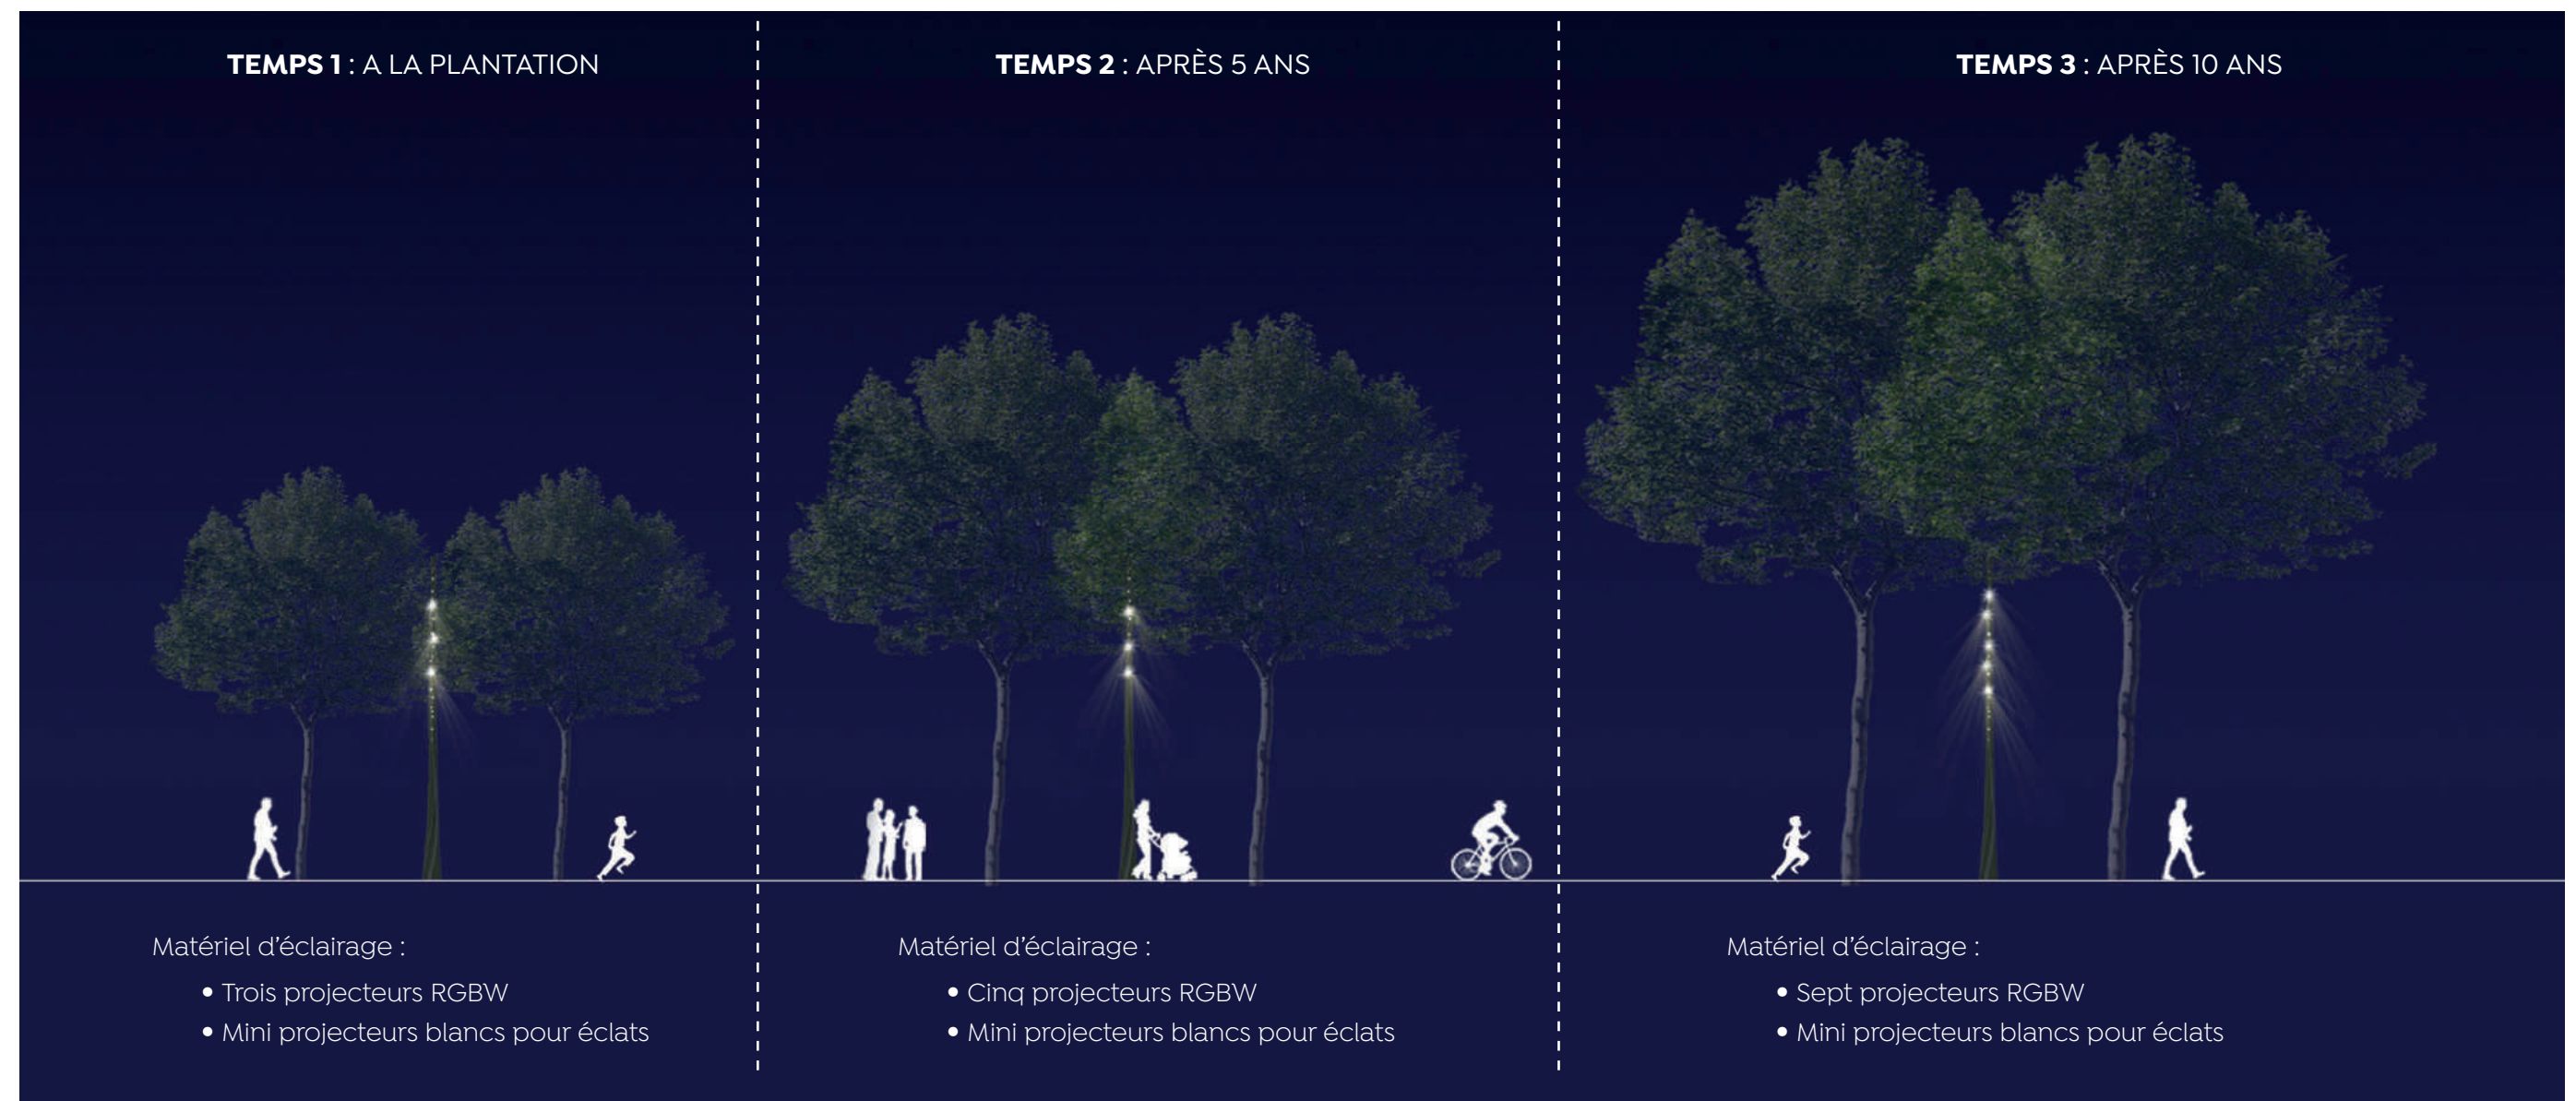 TEMPS 1 : A LA PLANTATION
TEMPS 2 : APRÈS 5 ANS
TEMPS 3 : APRÈS 10 ANS
Matériel d'éclairage :
• Trois projecteurs RGBW
• Mini projecteurs blancs pour éclats
Matériel d'éclairage :
• Cinq projecteurs RGBW
• Mini projecteurs blancs pour éclats
Matériel d'éclairage :
• Sept projecteurs RGBW
• Mini projecteurs blancs pour éclats